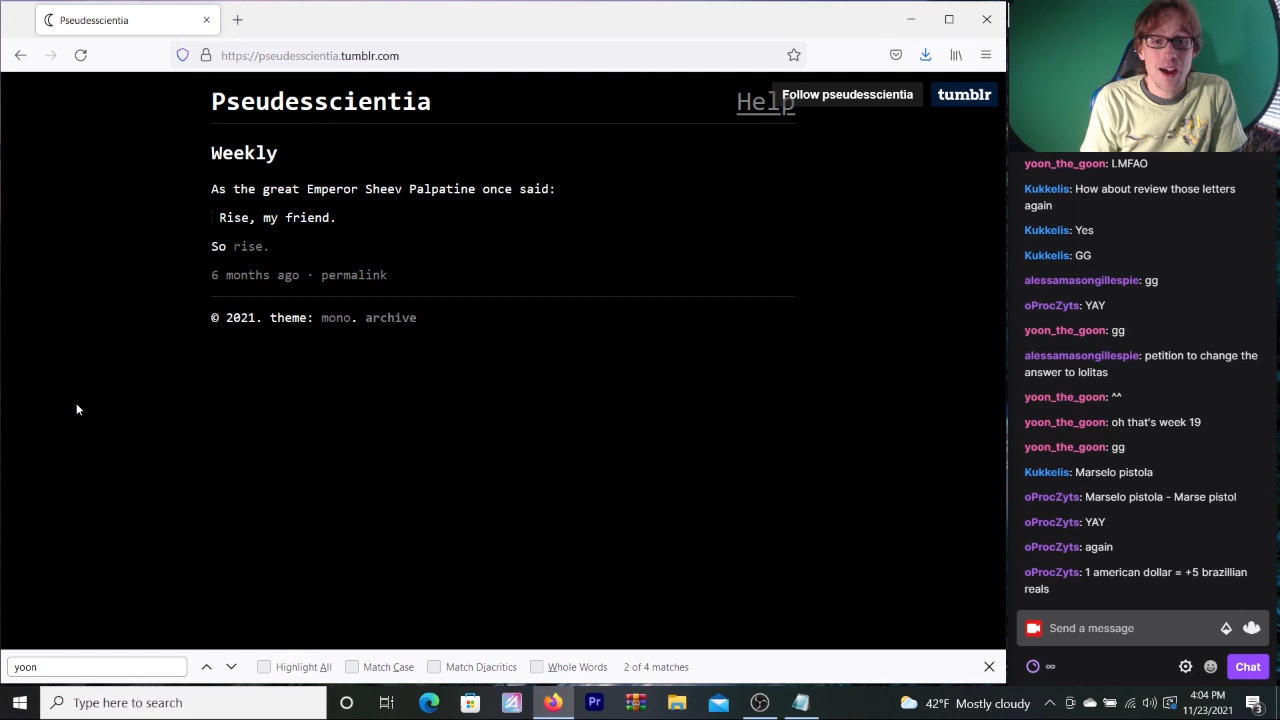 Pseudesscientia
https://pseudesscientia.tumblr.com
Pseudesscientia
Help
Follow pseudesscientia
tumblr
Weekly
As the great Emperor Sheev Palpatine once said:
Rise, my friend.
So rise.
6 months ago · permalink
© 2021. theme: mono. archive
yoon
Highlight All
Match Case
Match Diacritics
Whole Words
2 of 4 matches
yoon_the_goon: LMFAO
Kukkelis: How about review those letters
again
Kukkelis: Yes
Kukkelis: GG
alessamasongillespie: gg
oProcZyts: YAY
yoon_the_goon: gg
alessamasongillespie: petition to change the
answer to lolitas
yoon_the_goon: ^^
yoon_the_goon: oh that's week 19
yoon_the_goon: gg
Kukkelis: Marselo pistola
oProcZyts: Marselo pistola - Marse pistol
oProcZyts: YAY
oProcZyts: again
oProcZyts: 1 american dollar = +5 brazillian
reals
Send a message
∞
Chat
Type here to search
Pr
42°F Mostly cloudy
4:04 PM
11/23/2021
3